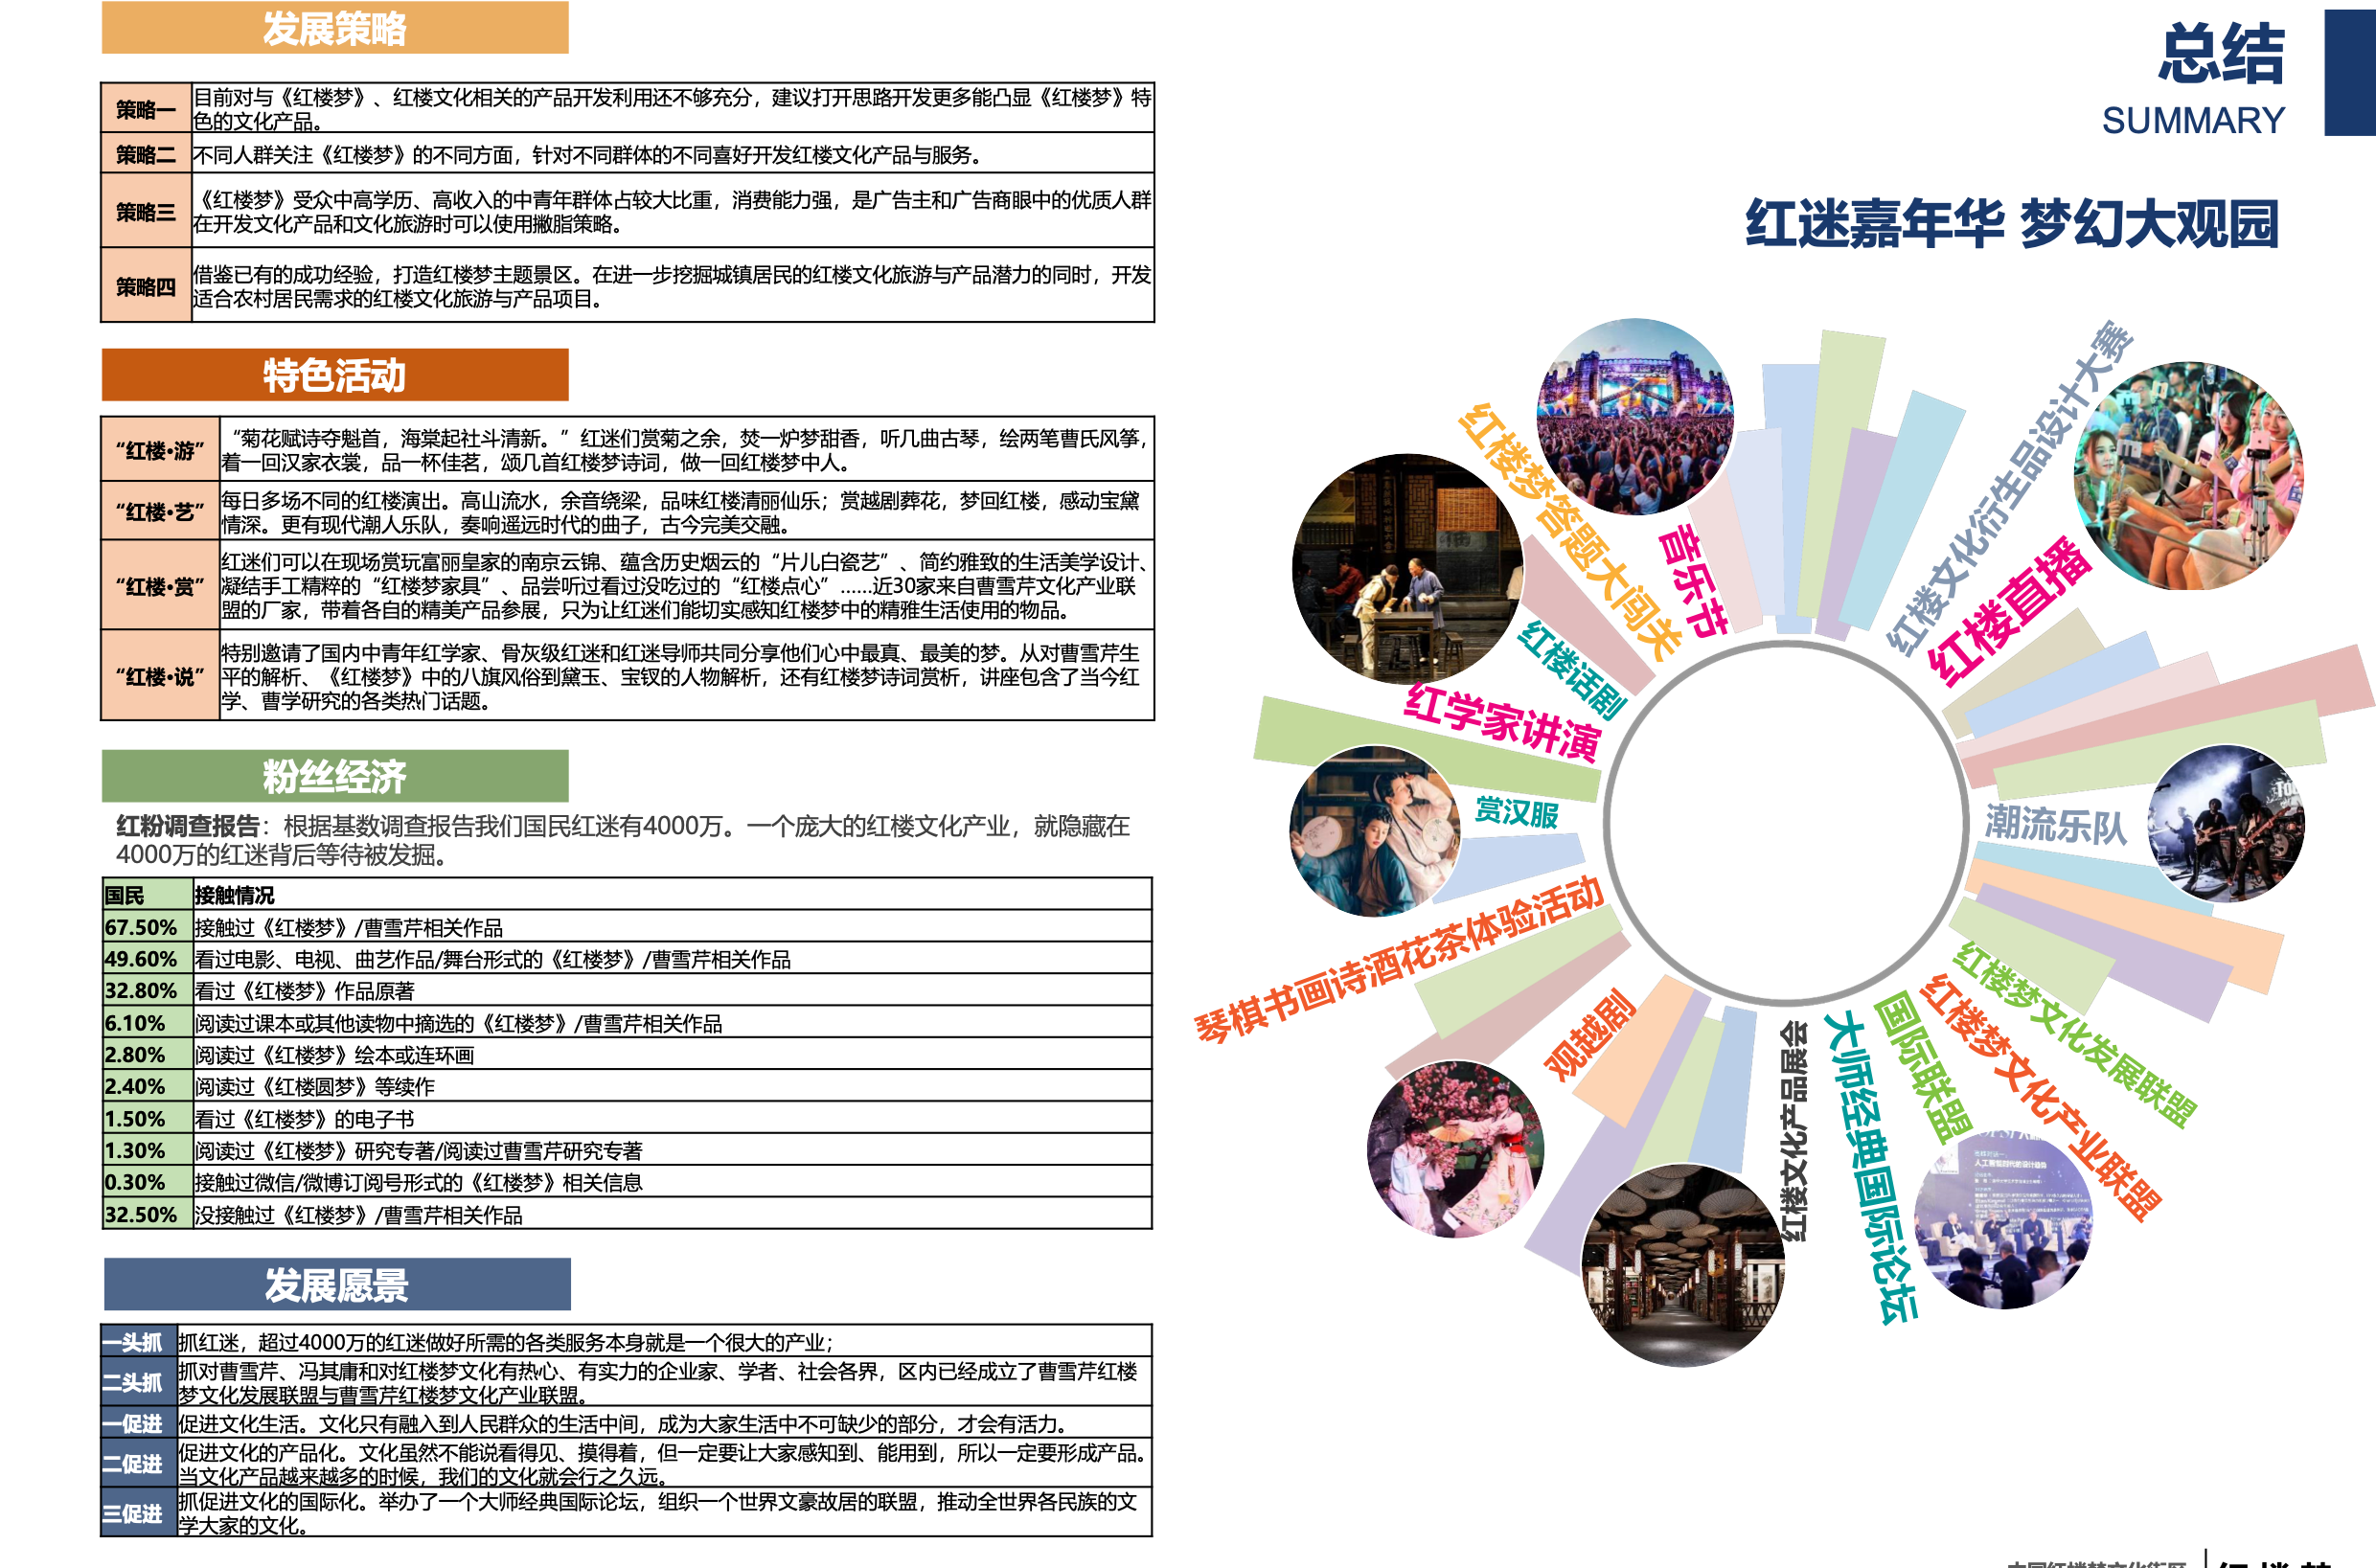 发展策略
策略一
目前对与《红楼梦》、红楼文化相关的产品开发利用还不够充分，建议打开思路开发更多能凸显《红楼梦》特
色的文化产品。
策略二
不同人群关注《红楼梦》的不同方面，针对不同群体的不同喜好开发红楼文化产品与服务。
策略三
《红楼梦》受众中高学历、高收入的中青年群体占较大比重，消费能力强，是广告主和广告商眼中的优质人群
在开发文化产品和文化旅游时可以使用撇脂策略。
策略四
借鉴已有的成功经验，打造红楼梦主题景区。在进一步挖掘城镇居民的红楼文化旅游与产品潜力的同时，开发
适合农村居民需求的红楼文化旅游与产品项目。
特色活动
“红楼·游”
“菊花赋诗夺魁首，海棠起社斗清新。”红迷们赏菊之余，焚一炉梦甜香，听几曲古琴，绘两笔曹氏风筝，
着一回汉家衣裳，品一杯佳茗，颂几首红楼梦诗词，做一回红楼梦中人。
“红楼·艺”
每日多场不同的红楼演出。高山流水，余音绕梁，品味红楼清丽仙乐；赏越剧葬花，梦回红楼，感动宝黛
情深。更有现代潮人乐队，奏响遥远时代的曲子，古今完美交融。
“红楼·赏”
红迷们可以在现场赏玩富丽皇家的南京云锦、蕴含历史烟云的“片儿白瓷艺”、简约雅致的生活美学设计、
凝结手工精粹的“红楼梦家具”、品尝听过看过没吃过的“红楼点心”……近30家来自曹雪芹文化产业联
盟的厂家，带着各自的精美产品参展，只为让红迷们能切实感知红楼梦中的精雅生活使用的物品。
“红楼·说”
特别邀请了国内中青年红学家、骨灰级红迷和红迷导师共同分享他们心中最真、最美的梦。从对曹雪芹生
平的解析、《红楼梦》中的八旗风俗到黛玉、宝钗的人物解析，还有红楼梦诗词赏析，讲座包含了当今红
学、曹学研究的各类热门话题。
粉丝经济
红粉调查报告：根据基数调查报告我们国民红迷有4000万。一个庞大的红楼文化产业，就隐藏在
4000万的红迷背后等待被发掘。
国民 接触情况
67.50% 接触过《红楼梦》/曹雪芹相关作品
49.60% 看过电影、电视、曲艺作品/舞台形式的《红楼梦》/曹雪芹相关作品
32.80% 看过《红楼梦》作品原著
6.10% 阅读过课本或其他读物中摘选的《红楼梦》/曹雪芹相关作品
2.80% 阅读过《红楼梦》绘本或连环画
2.40% 阅读过《红楼圆梦》等续作
1.50% 看过《红楼梦》的电子书
1.30% 阅读过《红楼梦》研究专著/阅读过曹雪芹研究专著
0.30% 接触过微信/微博订阅号形式的《红楼梦》相关信息
32.50% 没接触过《红楼梦》/曹雪芹相关作品
发展愿景
一头抓
抓红迷，超过4000万的红迷做好所需的各类服务本身就是一个很大的产业；
二头抓
抓对曹雪芹、冯其庸和对红楼梦文化有热心、有实力的企业家、学者、社会各界，区内已经成立了曹雪芹红楼
梦文化发展联盟与曹雪芹红楼梦文化产业联盟。
一促进
促进文化生活。文化只有融入到人民群众的生活中间，成为大家生活中不可缺少的部分，才会有活力。
二促进
促进文化的产品化。文化虽然不能说看得见、摸得着，但一定要让大家感知到、能用到，所以一定要形成产品。
当文化产品越来越多的时候，我们的文化就会行之久远。
三促进
抓促进文化的国际化。举办了一个大师经典国际论坛，组织一个世界文豪故居的联盟，推动全世界各民族的文
学大家的文化。
总结
SUMMARY
红迷嘉年华 梦幻大观园
红楼文化衍生品设计大赛
红楼直播
潮流乐队
红楼梦文化发展联盟
红楼梦文化产业联盟
国际联盟
大师经典国际论坛
红楼文化产品展会
观越剧
琴棋书画诗酒花茶体验活动
赏汉服
红学家讲演
红楼话剧
红楼梦答题大闯关
音乐节